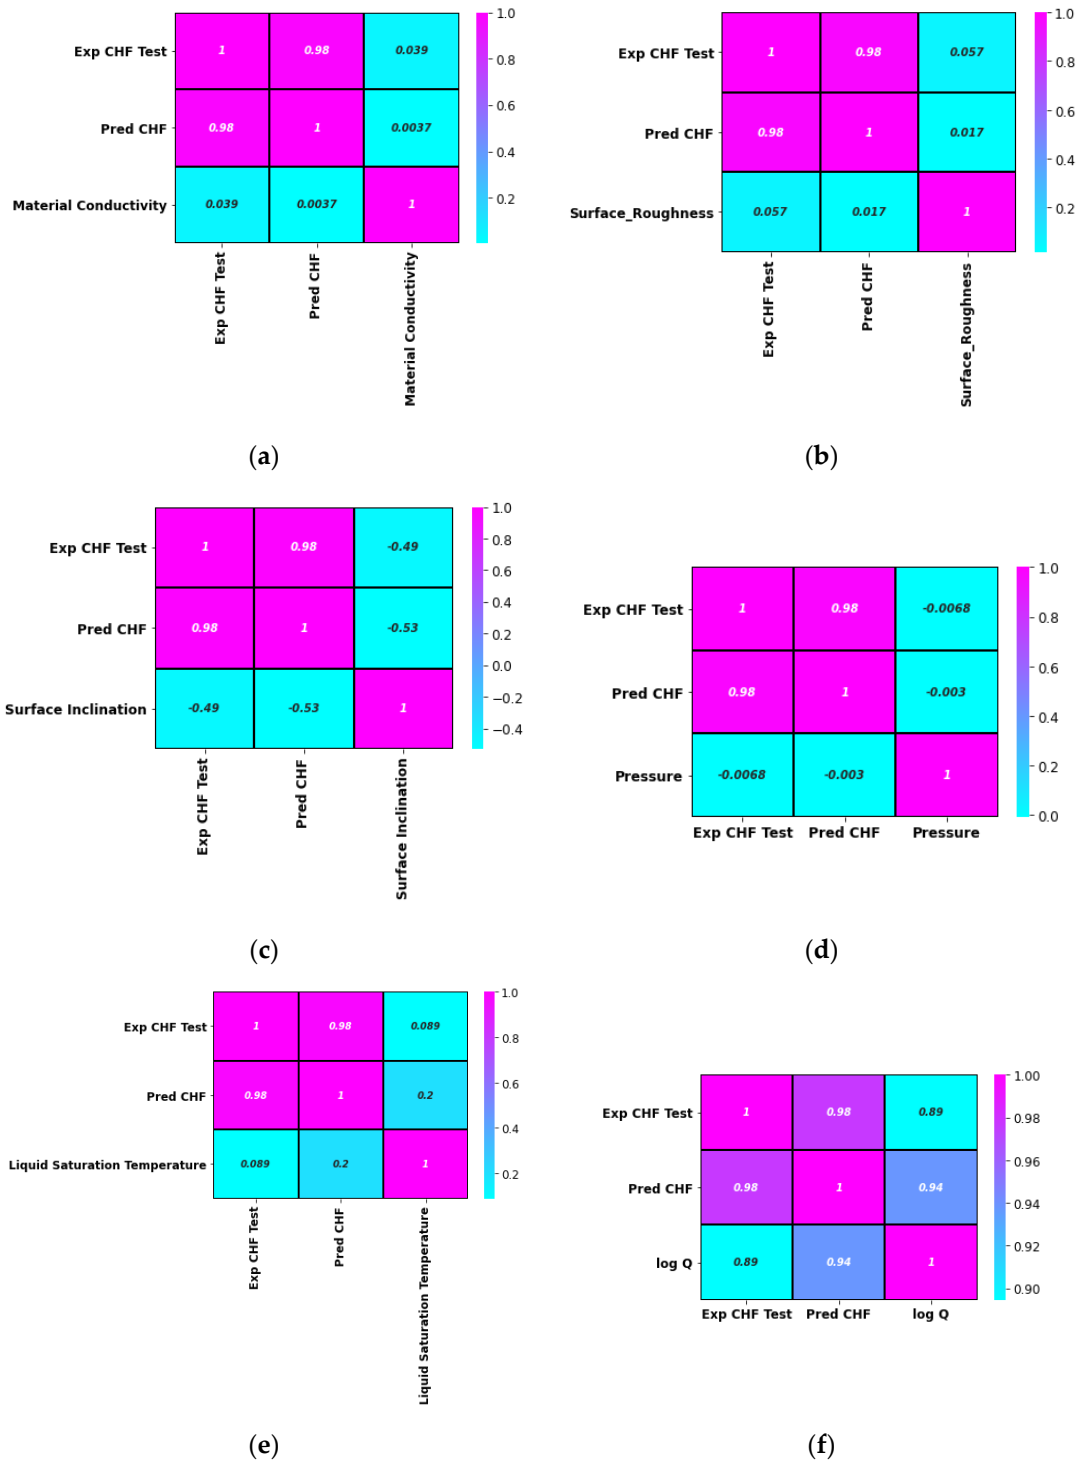 1.0
Exp CHF Test 1 0.98 0.039
0.8
0.6
Pred CHF 0.98 1 0.0037
0.4
Material Conductivity 0.039 0.0037 1
0.2
Exp CHF Test
Pred CHF
Material Conductivity
(a)
1.0
Exp CHF Test 1 0.98 0.057
0.8
0.6
Pred CHF 0.98 1 0.017
0.4
Surface_Roughness 0.057 0.017 1
0.2
Exp CHF Test
Pred CHF
Surface_Roughness
(b)
1.0
Exp CHF Test 1 0.98 -0.49
0.8
0.6
0.4
Pred CHF 0.98 1 -0.53
0.2
0.0
Surface Inclination -0.49 -0.53 1
−0.2
−0.4
Exp CHF Test
Pred CHF
Surface Inclination
(c)
1.0
Exp CHF Test 1 0.98 -0.0068
0.8
0.6
Pred CHF 0.98 1 -0.003
0.4
Pressure -0.0068 -0.003 1
0.2
0.0
Exp CHF Test Pred CHF Pressure
(d)
1.0
Exp CHF Test 1 0.98 0.089
0.8
0.6
Pred CHF 0.98 1 0.2
0.4
Liquid Saturation Temperature 0.089 0.2 1
0.2
Exp CHF Test
Pred CHF
Liquid Saturation Temperature
(e)
1.00
Exp CHF Test 1 0.98 0.89
0.98
0.96
Pred CHF 0.98 1 0.94
0.94
0.92
log Q 0.89 0.94 1
0.90
Exp CHF Test Pred CHF log Q
(f)